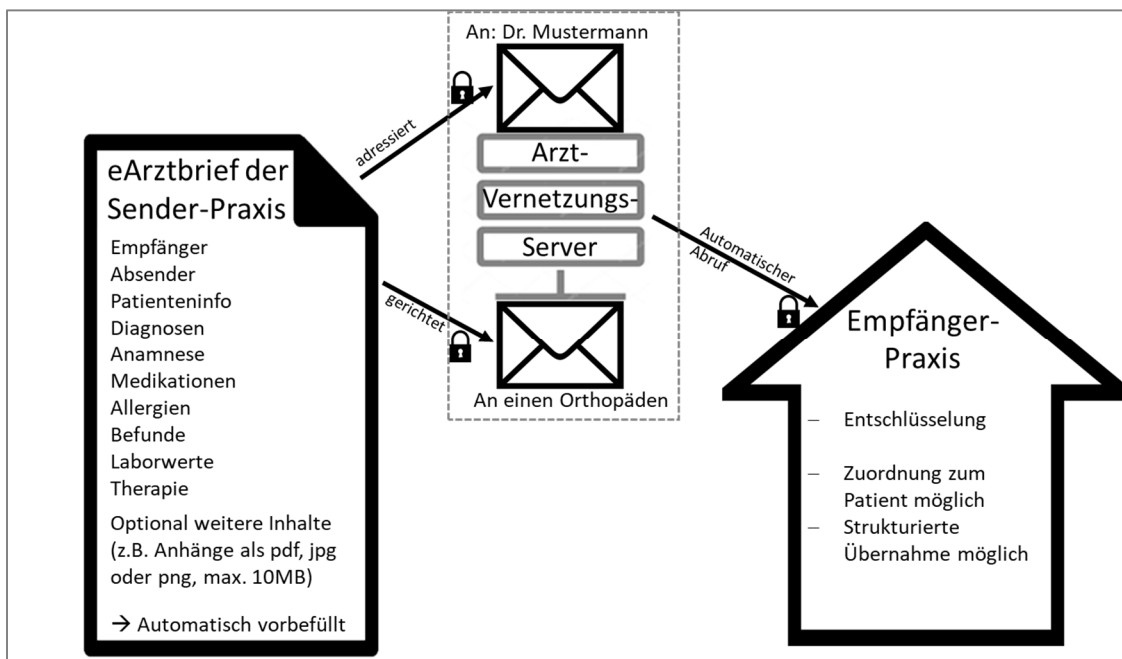 An: Dr. Mustermann
adressiert
eArztbrief der
Sender-Praxis
Empfänger
Absender
Patienteninfo
Diagnosen
Anamnese
Medikationen
Allergien
Befunde
Laborwerte
Therapie
Optional weitere Inhalte
(z.B. Anhänge als pdf, jpg
oder png, max. 10MB)
→ Automatisch vorbefüllt
gerichtet
Arzt-
Vernetzungs-
Server
An einen Orthopäden
Automatischer
Abruf
Empfänger-
Praxis
– Entschlüsselung
– Zuordnung zum
Patient möglich
– Strukturierte
Übernahme möglich